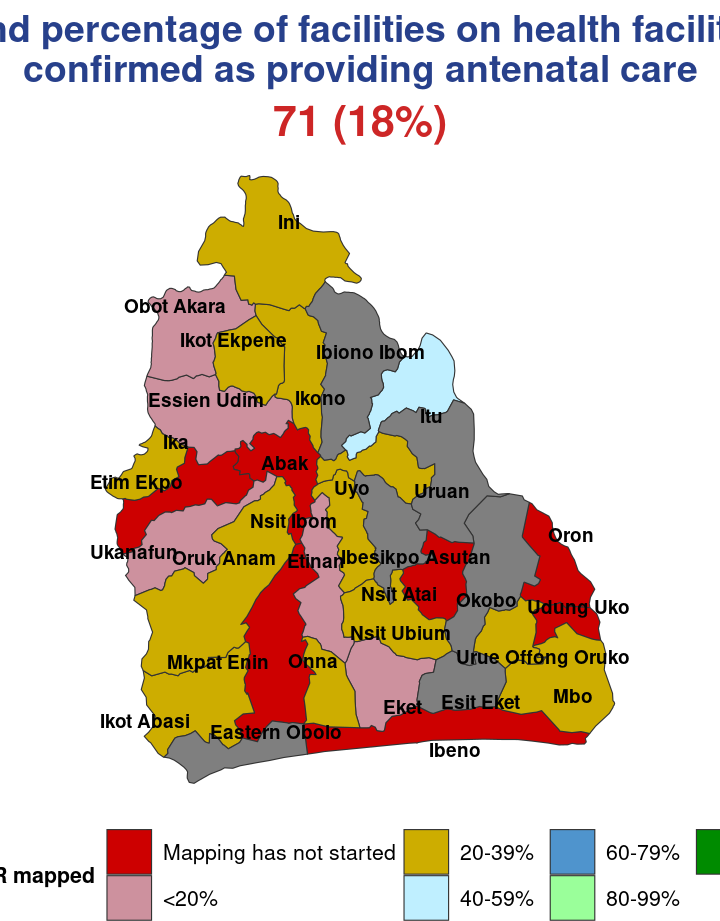 percentage of facilities on health
confirmed as providing antenatal care
71 (18%)
Ini
Obot Akara
Ikot Ekpene
Ibiono Ibom
Essien Udim
Ikono
Itu
Ika
Abak
Etim Ekpo
Uyo
Uruan
Nsit Ibom
Oron
Ukanafun
Oruk Anam
Etinan
Ibesikpo Asutan
Nsit Atai
Okobo
Udung Uko
Nsit Ubium
Mkpat Enin
Onna
Urue Offong Oruko
Mbo
Eket
Esit Eket
Ikot Abasi
Eastern Obolo
Ibeno
Mapping has not started
20-39%
60-79%
R mapped
<20%
40-59%
80-99%